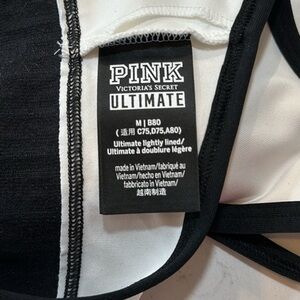 PINK
VICTORIA'S SECRET
ULTIMATE
M | B80
(适用 C75,D75,A80)
Ultimate lightly lined/
Ultimate à doublure légère
made in Vietnam/fabriqué au
Vietnam/hecho en Vietnam/
fabbricato in Vietnam/
越南制造